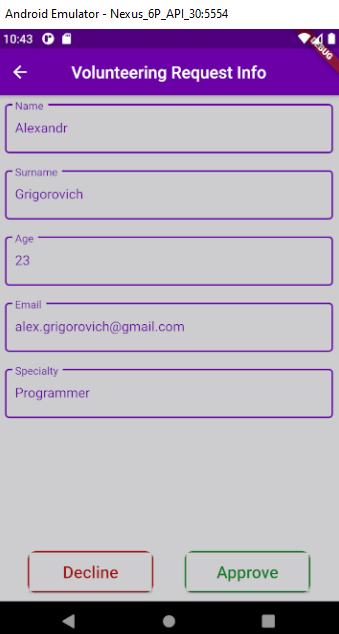 Android Emulator - Nexus_6P_API_30:5554
10:43
DEBUG
Volunteering Request Info
Name
Alexandr
Surname
Grigorovich
Age
23
Email
alex.grigorovich@gmail.com
Specialty
Programmer
Decline Approve